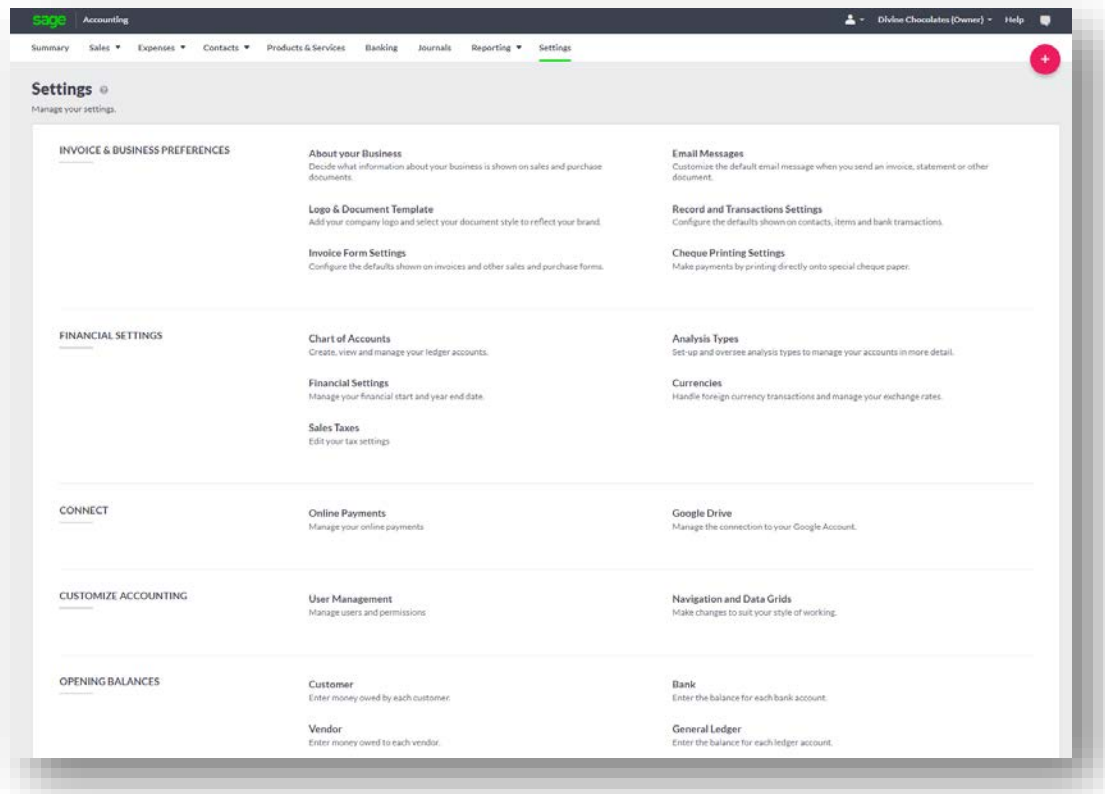 sage Accounting Divine Chocolates (Owner) Help
Summary Sales Expenses Contacts Products & Services Banking Journals Reporting Settings
+
Settings
Manage your settings.
INVOICE & BUSINESS PREFERENCES
About your Business
Decide what information about your business is shown on sales and purchase
documents.
Email Messages
Customize the default email message when you send an invoice, statement or other
document.
Logo & Document Template
Add your company logo and select your document style to reflect your brand.
Record and Transactions Settings
Configure the defaults shown on contacts, items and bank transactions.
Invoice Form Settings
Configure the defaults shown on invoices and other sales and purchase forms.
Cheque Printing Settings
Make payments by printing directly onto special cheque paper.
FINANCIAL SETTINGS
Chart of Accounts
Create, view and manage your ledger accounts.
Analysis Types
Set-up and oversee analysis types to manage your accounts in more detail.
Financial Settings
Manage your financial start and year end date.
Currencies
Handle foreign currency transactions and manage your exchange rates.
Sales Taxes
Edit your tax settings
CONNECT
Online Payments
Manage your online payments
Google Drive
Manage the connection to your Google Account.
CUSTOMIZE ACCOUNTING
User Management
Manage users and permissions
Navigation and Data Grids
Make changes to suit your style of working.
OPENING BALANCES
Customer
Enter money owed by each customer.
Bank
Enter the balance for each bank account.
Vendor
Enter money owed to each vendor.
General Ledger
Enter the balance for each ledger account.